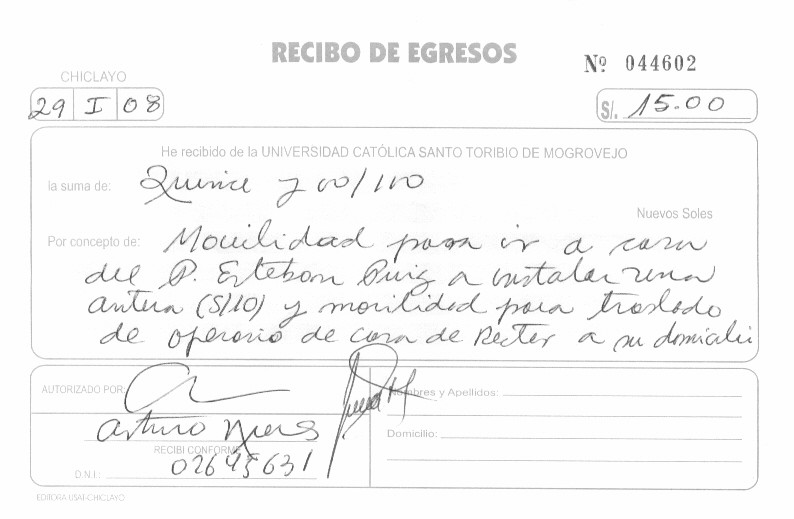 RECIBO DE EGRESOS
Nº 044602
CHICLAYO
29 I 08
S/. 15.00
He recibido de la UNIVERSIDAD CATÓLICA SANTO TORIBIO DE MOGROVEJO
la suma de: Quince y 00/100
Nuevos Soles
Por concepto de: Movilidad para ir a casa
del P. Esteban Puig a instalar una
antena (S/10) y movilidad para traslado
de operario de casa de Rector a su domicilio
AUTORIZADO POR:
Nombres y Apellidos:
Arturo
Domicilio:
RECIBI CONFORME
D.N.I.: 02645631
EDITORA-USAT-CHICLAYO